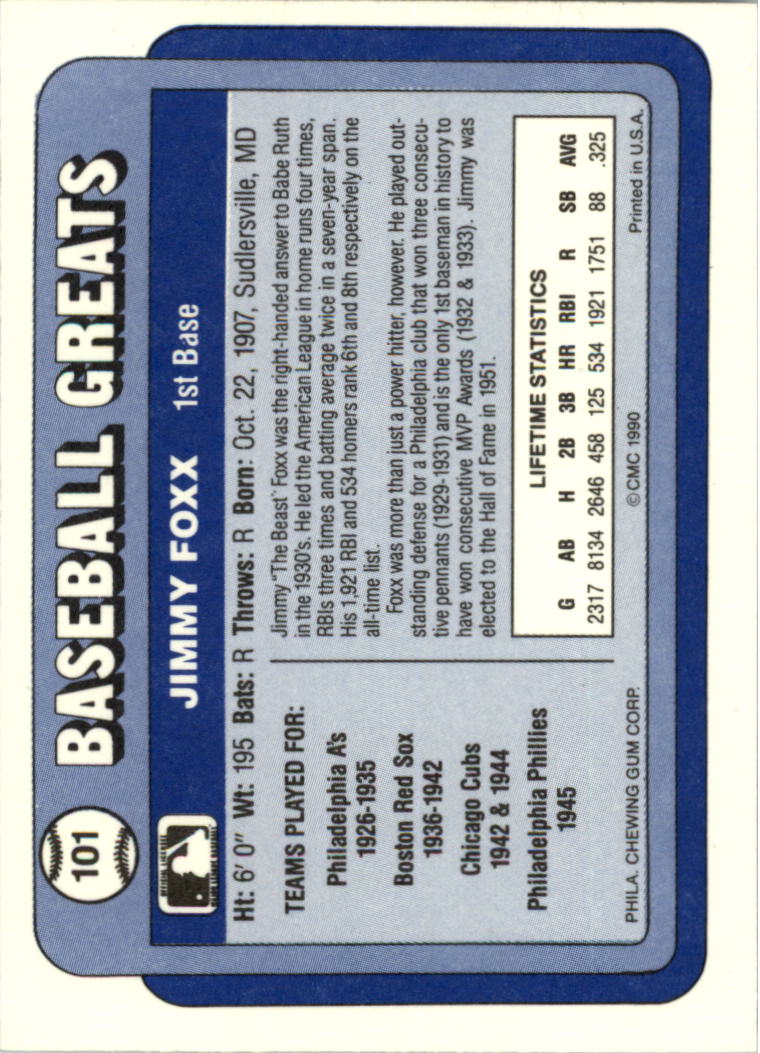 101
BASEBALL GREATS
JIMMY FOXX 1st Base
Ht: 6' 0" Wt: 195 Bats: R Throws: R Born: Oct. 22, 1907, Sudlersville, MD
TEAMS PLAYED FOR:
Philadelphia A's
1926-1935
Boston Red Sox
1936-1942
Chicago Cubs
1942 & 1944
Philadelphia Phillies
1945
Jimmy "The Beast" Foxx was the right-handed answer to Babe Ruth
in the 1930's. He led the American League in home runs four times,
RBIs three times and batting average twice in a seven-year span.
His 1,921 RBI and 534 homers rank 6th and 8th respectively on the
all-time list.
Foxx was more than just a power hitter, however. He played out-
standing defense for a Philadelphia club that won three consecu-
tive pennants (1929-1931) and is the only 1st baseman in history to
have won consecutive MVP Awards (1932 & 1933). Jimmy was
elected to the Hall of Fame in 1951.
LIFETIME STATISTICS
G AB H 2B 3B HR RBI R SB AVG
2317 8134 2646 458 125 534 1921 1751 88 .325
PHILA. CHEWING GUM CORP. © CMC 1990 Printed in U.S.A.